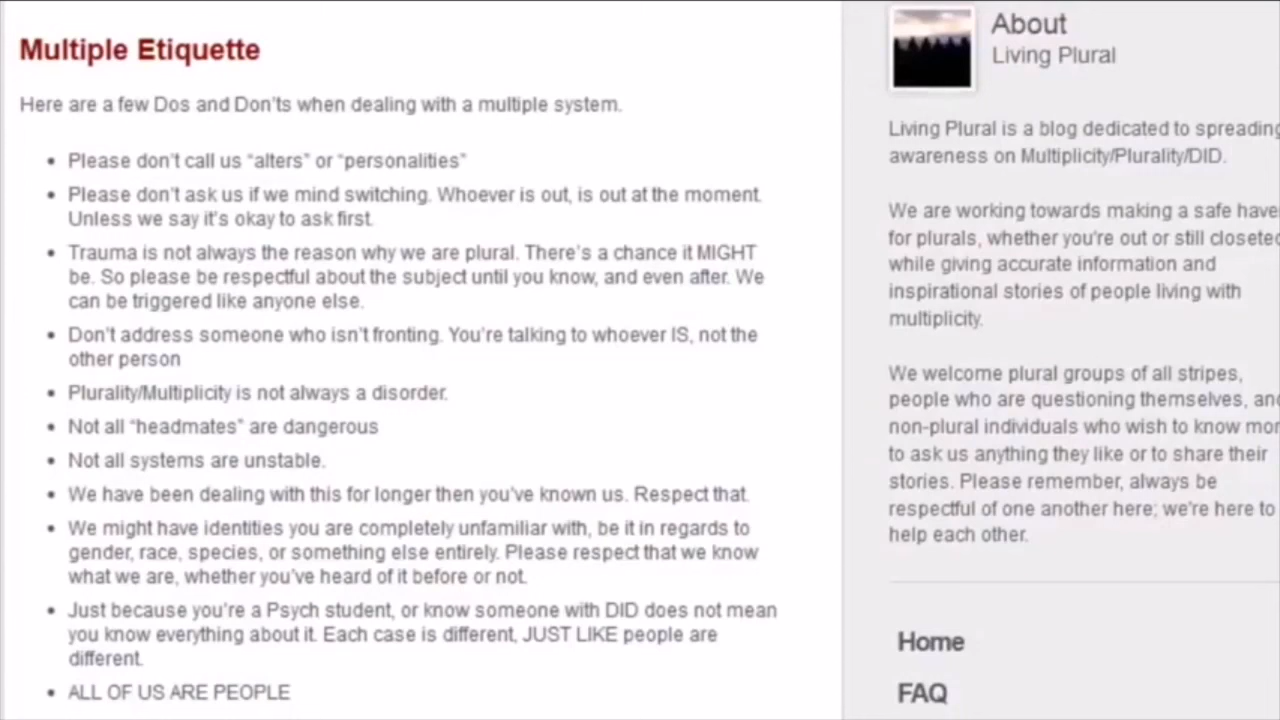 Multiple Etiquette
Here are a few Dos and Don'ts when dealing with a multiple system.
• Please don't call us "alters" or "personalities"
• Please don't ask us if we mind switching. Whoever is out, is out at the moment.
Unless we say it's okay to ask first.
• Trauma is not always the reason why we are plural. There's a chance it MIGHT
be. So please be respectful about the subject until you know, and even after. We
can be triggered like anyone else.
• Don't address someone who isn't fronting. You're talking to whoever IS, not the
other person
• Plurality/Multiplicity is not always a disorder.
• Not all "headmates" are dangerous
• Not all systems are unstable.
• We have been dealing with this for longer then you've known us. Respect that.
• We might have identities you are completely unfamiliar with, be it in regards to
gender, race, species, or something else entirely. Please respect that we know
what we are, whether you've heard of it before or not.
• Just because you're a Psych student, or know someone with DID does not mean
you know everything about it. Each case is different, JUST LIKE people are
different.
• ALL OF US ARE PEOPLE
About
Living Plural
Living Plural is a blog dedicated to spreading
awareness on Multiplicity/Plurality/DID.
We are working towards making a safe have
for plurals, whether you're out or still closeted
while giving accurate information and
inspirational stories of people living with
multiplicity.
We welcome plural groups of all stripes,
people who are questioning themselves, and
non-plural individuals who wish to know mor
to ask us anything they like or to share their
stories. Please remember, always be
respectful of one another here; we're here to
help each other.
Home
FAQ